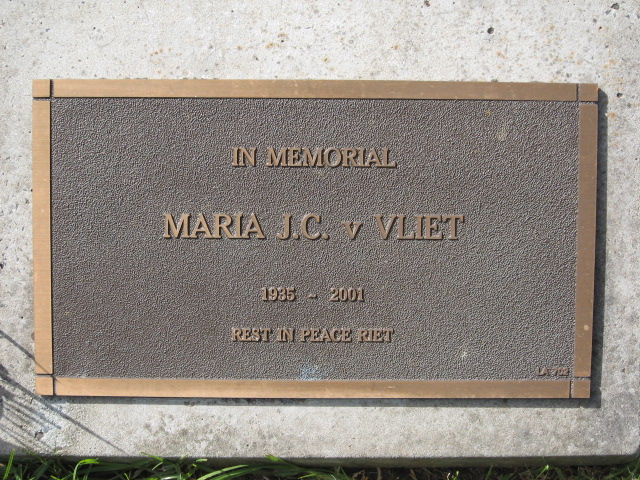 IN MEMORIAL
MARIA J.C. v VLIET
1935 ~ 2001
REST IN PEACE RIET